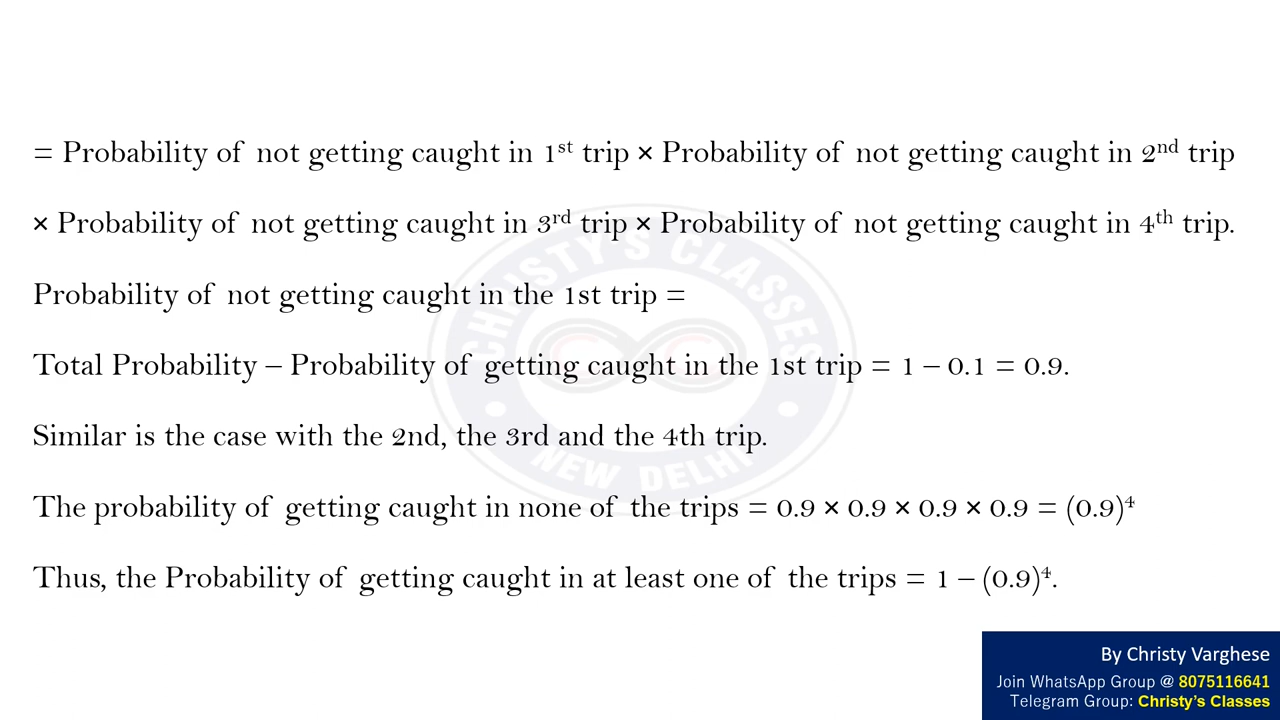 = Probability of not getting caught in 1st trip × Probability of not getting caught in 2nd trip
× Probability of not getting caught in 3rd trip × Probability of not getting caught in 4th trip.
Probability of not getting caught in the 1st trip =
Total Probability – Probability of getting caught in the 1st trip = 1 – 0.1 = 0.9.
Similar is the case with the 2nd, the 3rd and the 4th trip.
The probability of getting caught in none of the trips = 0.9 × 0.9 × 0.9 × 0.9 = (0.9)⁴
Thus, the Probability of getting caught in at least one of the trips = 1 – (0.9)⁴.
CHRISTY'S CLASSES
NEW DELHI
By Christy Varghese
Join WhatsApp Group @ 8075116641
Telegram Group: Christy's Classes